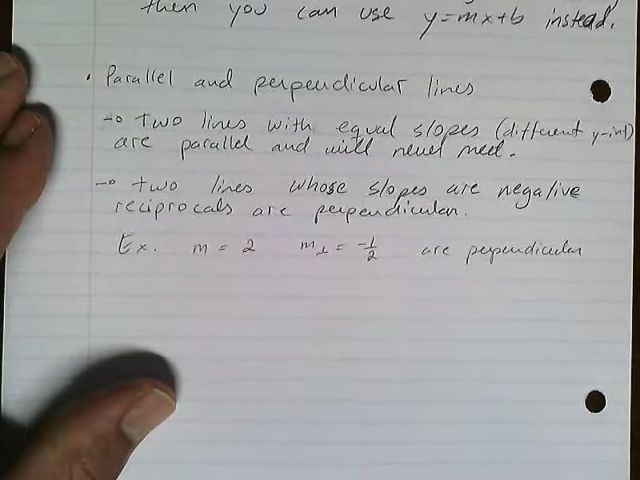 then you can use y=mx+b instead.
. Parallel and perpendicular lines
→ two lines with equal slopes (different y-int)
are parallel and will never meet.
→ two lines whose slopes are negative
reciprocals are perpendicular.
Ex. m = 2 m⊥ = -1/2 are perpendicular